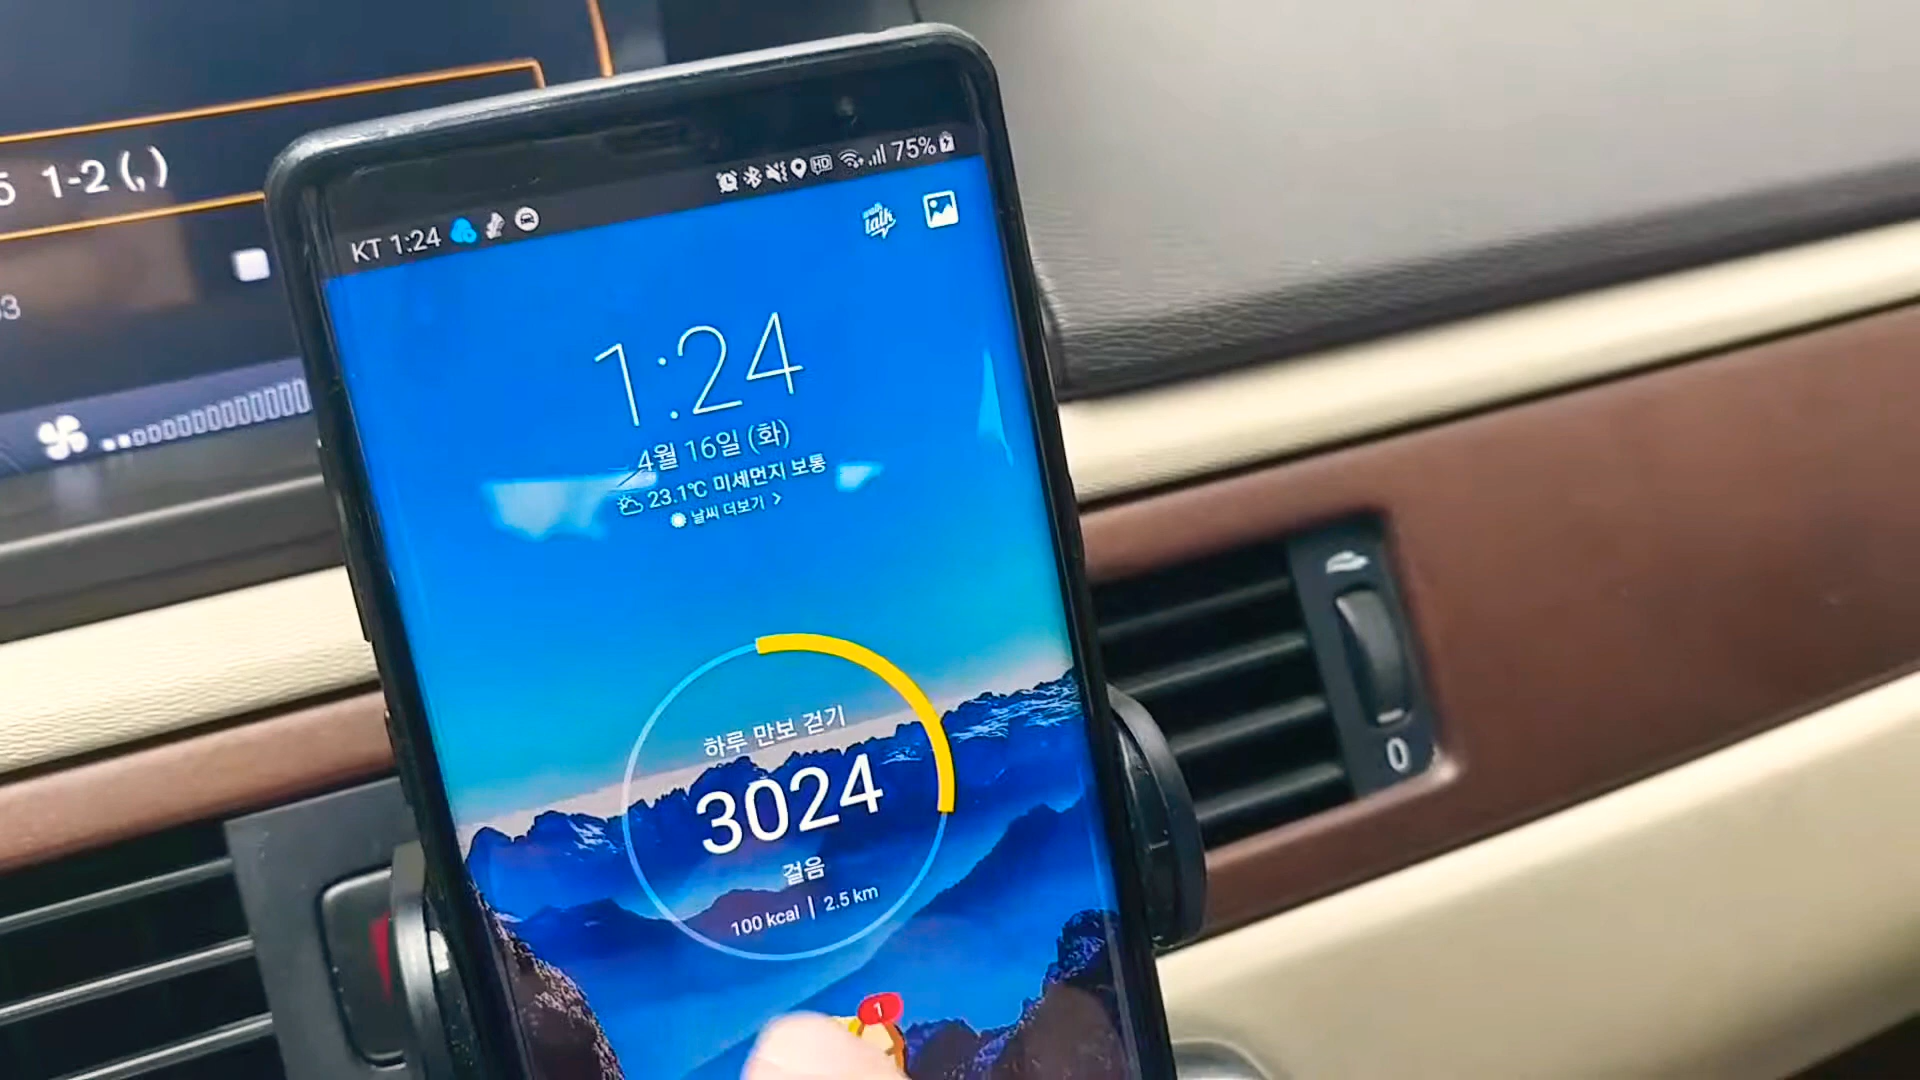 1-2 (,)
KT 1:24
HD
75%
walk
talk
1:24
4월 16일 (화)
23.1℃ 미세먼지 보통
날씨 더보기 >
하루 만보 걷기
3024
걸음
100 kcal | 2.5 km
1
0